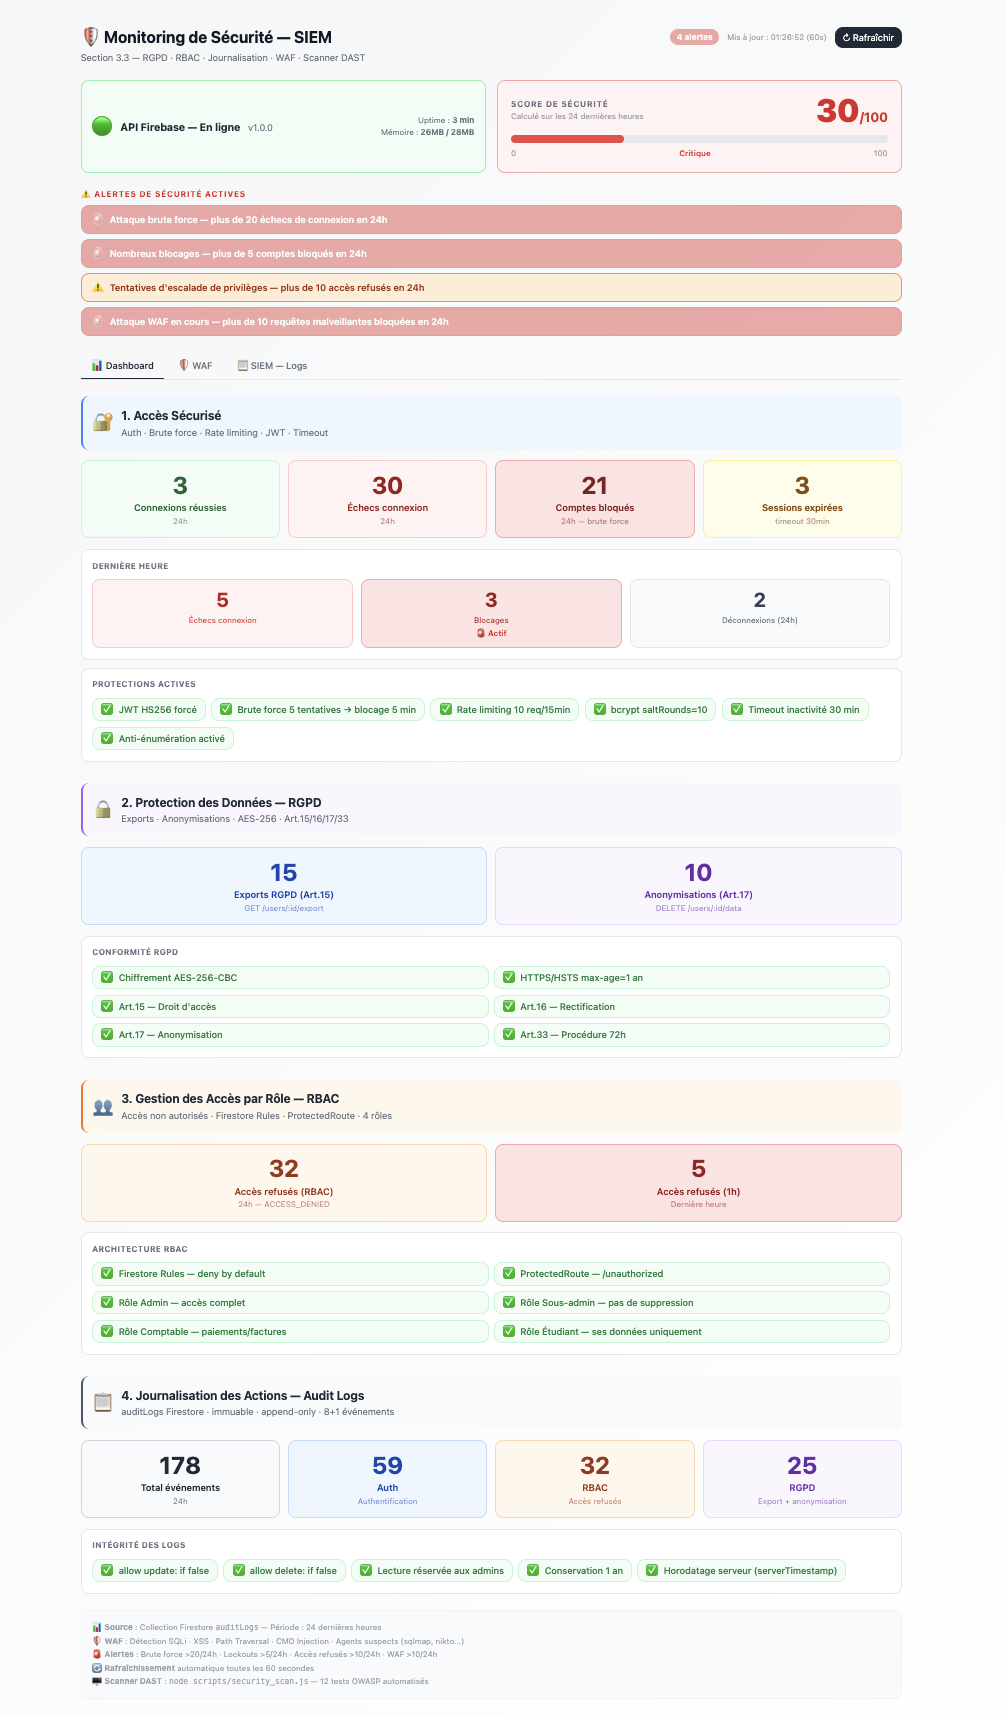 Monitoring de Sécurité — SIEM
4 alertes
Mis à jour : 01:26:52 (60s)
↻ Rafraîchir
Section 3.3 — RGPD · RBAC · Journalisation · WAF · Scanner DAST
API Firebase — En ligne v1.0.0
Uptime : 3 min
Mémoire : 26MB / 28MB
SCORE DE SÉCURITÉ
Calculé sur les 24 dernières heures
30/100
0 Critique 100
ALERTES DE SÉCURITÉ ACTIVES
Attaque brute force — plus de 20 échecs de connexion en 24h
Nombreux blocages — plus de 5 comptes bloqués en 24h
Tentatives d'escalade de privilèges — plus de 10 accès refusés en 24h
Attaque WAF en cours — plus de 10 requêtes malveillantes bloquées en 24h
Dashboard WAF SIEM — Logs
1. Accès Sécurisé
Auth · Brute force · Rate limiting · JWT · Timeout
3
Connexions réussies
24h
30
Échecs connexion
24h
21
Comptes bloqués
24h — brute force
3
Sessions expirées
timeout 30min
DERNIÈRE HEURE
5
Échecs connexion
3
Blocages
Actif
2
Déconnexions (24h)
PROTECTIONS ACTIVES
JWT HS256 forcé
Brute force 5 tentatives → blocage 5 min
Rate limiting 10 req/15min
bcrypt saltRounds=10
Timeout inactivité 30 min
Anti-énumération activé
2. Protection des Données — RGPD
Exports · Anonymisations · AES-256 · Art.15/16/17/33
15
Exports RGPD (Art.15)
GET /users/:id/export
10
Anonymisations (Art.17)
DELETE /users/:id/data
CONFORMITÉ RGPD
Chiffrement AES-256-CBC
HTTPS/HSTS max-age=1 an
Art.15 — Droit d'accès
Art.16 — Rectification
Art.17 — Anonymisation
Art.33 — Procédure 72h
3. Gestion des Accès par Rôle — RBAC
Accès non autorisés · Firestore Rules · ProtectedRoute · 4 rôles
32
Accès refusés (RBAC)
24h — ACCESS_DENIED
5
Accès refusés (1h)
Dernière heure
ARCHITECTURE RBAC
Firestore Rules — deny by default
ProtectedRoute — /unauthorized
Rôle Admin — accès complet
Rôle Sous-admin — pas de suppression
Rôle Comptable — paiements/factures
Rôle Étudiant — ses données uniquement
4. Journalisation des Actions — Audit Logs
auditLogs Firestore · immuable · append-only · 8+1 événements
178
Total événements
24h
59
Auth
Authentification
32
RBAC
Accès refusés
25
RGPD
Export + anonymisation
INTÉGRITÉ DES LOGS
allow update: if false
allow delete: if false
Lecture réservée aux admins
Conservation 1 an
Horodatage serveur (serverTimestamp)
Source : Collection Firestore auditLogs — Période : 24 dernières heures
WAF : Détection SQLi · XSS · Path Traversal · CMD Injection · Agents suspects (sqlmap, nikto...)
Alertes : Brute force >20/24h · Lockouts >5/24h · Accès refusés >10/24h · WAF >10/24h
Rafraîchissement automatique toutes les 60 secondes
Scanner DAST : node scripts/security_scan.js — 12 tests OWASP automatisés